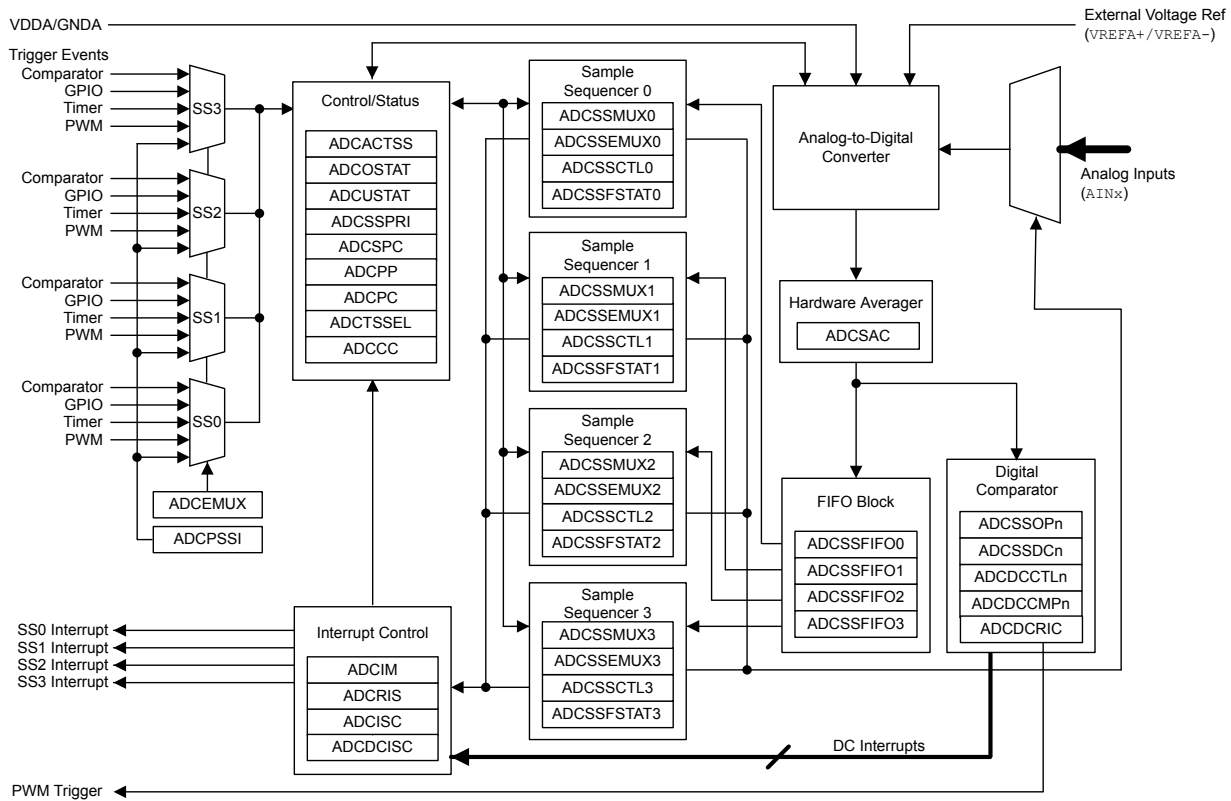 VDDA/GNDA
External Voltage Ref
(VREFA+/VREFA-)
Trigger Events
Comparator
GPIO
Timer
PWM
SS3
Comparator
GPIO
Timer
PWM
SS2
Comparator
GPIO
Timer
PWM
SS1
Comparator
GPIO
Timer
PWM
SS0
ADCEMUX
ADCPSSI
Control/Status
ADCACTSS
ADCOSTAT
ADCUSTAT
ADCSSPRI
ADCSPC
ADCPP
ADCPC
ADCTSSEL
ADCCC
Sample
Sequencer 0
ADCSSMUX0
ADCSSEMUX0
ADCSSCTL0
ADCSSFSTAT0
Sample
Sequencer 1
ADCSSMUX1
ADCSSEMUX1
ADCSSCTL1
ADCSSFSTAT1
Sample
Sequencer 2
ADCSSMUX2
ADCSSEMUX2
ADCSSCTL2
ADCSSFSTAT2
Sample
Sequencer 3
ADCSSMUX3
ADCSSEMUX3
ADCSSCTL3
ADCSSFSTAT3
Analog-to-Digital
Converter
Analog Inputs
(AINx)
Hardware Averager
ADCSAC
FIFO Block
ADCSSFIFO0
ADCSSFIFO1
ADCSSFIFO2
ADCSSFIFO3
Digital
Comparator
ADCSSOPn
ADCSSDCn
ADCDCCTLn
ADCDCCMPn
ADCDCRIC
SS0 Interrupt
SS1 Interrupt
SS2 Interrupt
SS3 Interrupt
Interrupt Control
ADCIM
ADCRIS
ADCISC
ADCDCISC
DC Interrupts
PWM Trigger